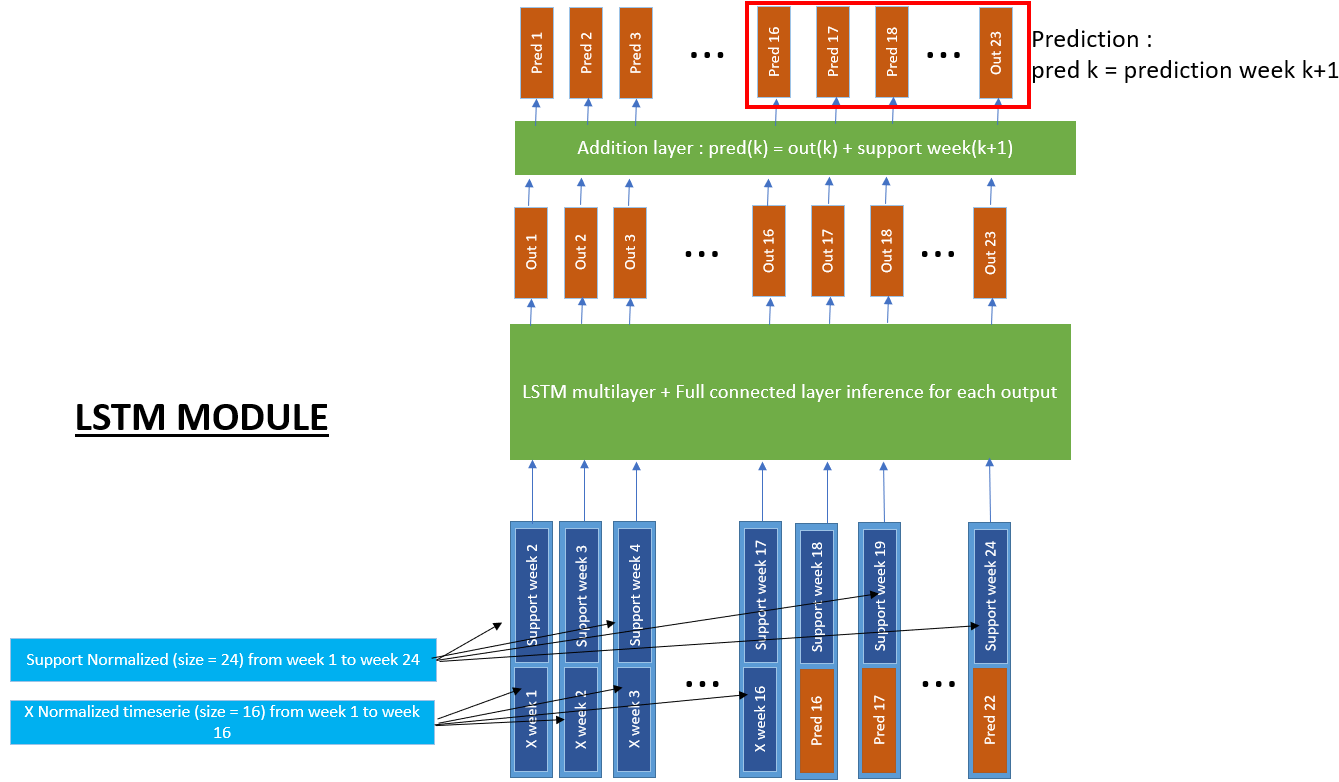 Pred 1
Pred 2
Pred 3
...
Pred 16
Pred 17
Pred 18
...
Out 23
Prediction :
pred k = prediction week k+1
Addition layer : pred(k) = out(k) + support week(k+1)
Out 1
Out 2
Out 3
...
Out 16
Out 17
Out 18
...
Out 23
LSTM multilayer + Full connected layer inference for each output
LSTM MODULE
Support week 2
Support week 3
Support week 4
Support week 17
Support week 18
Support week 19
Support week 24
Support Normalized (size = 24) from week 1 to week 24
X Normalized timeserie (size = 16) from week 1 to week
16
X week 1
X week 2
X week 3
...
X week 16
Pred 16
Pred 17
...
Pred 22